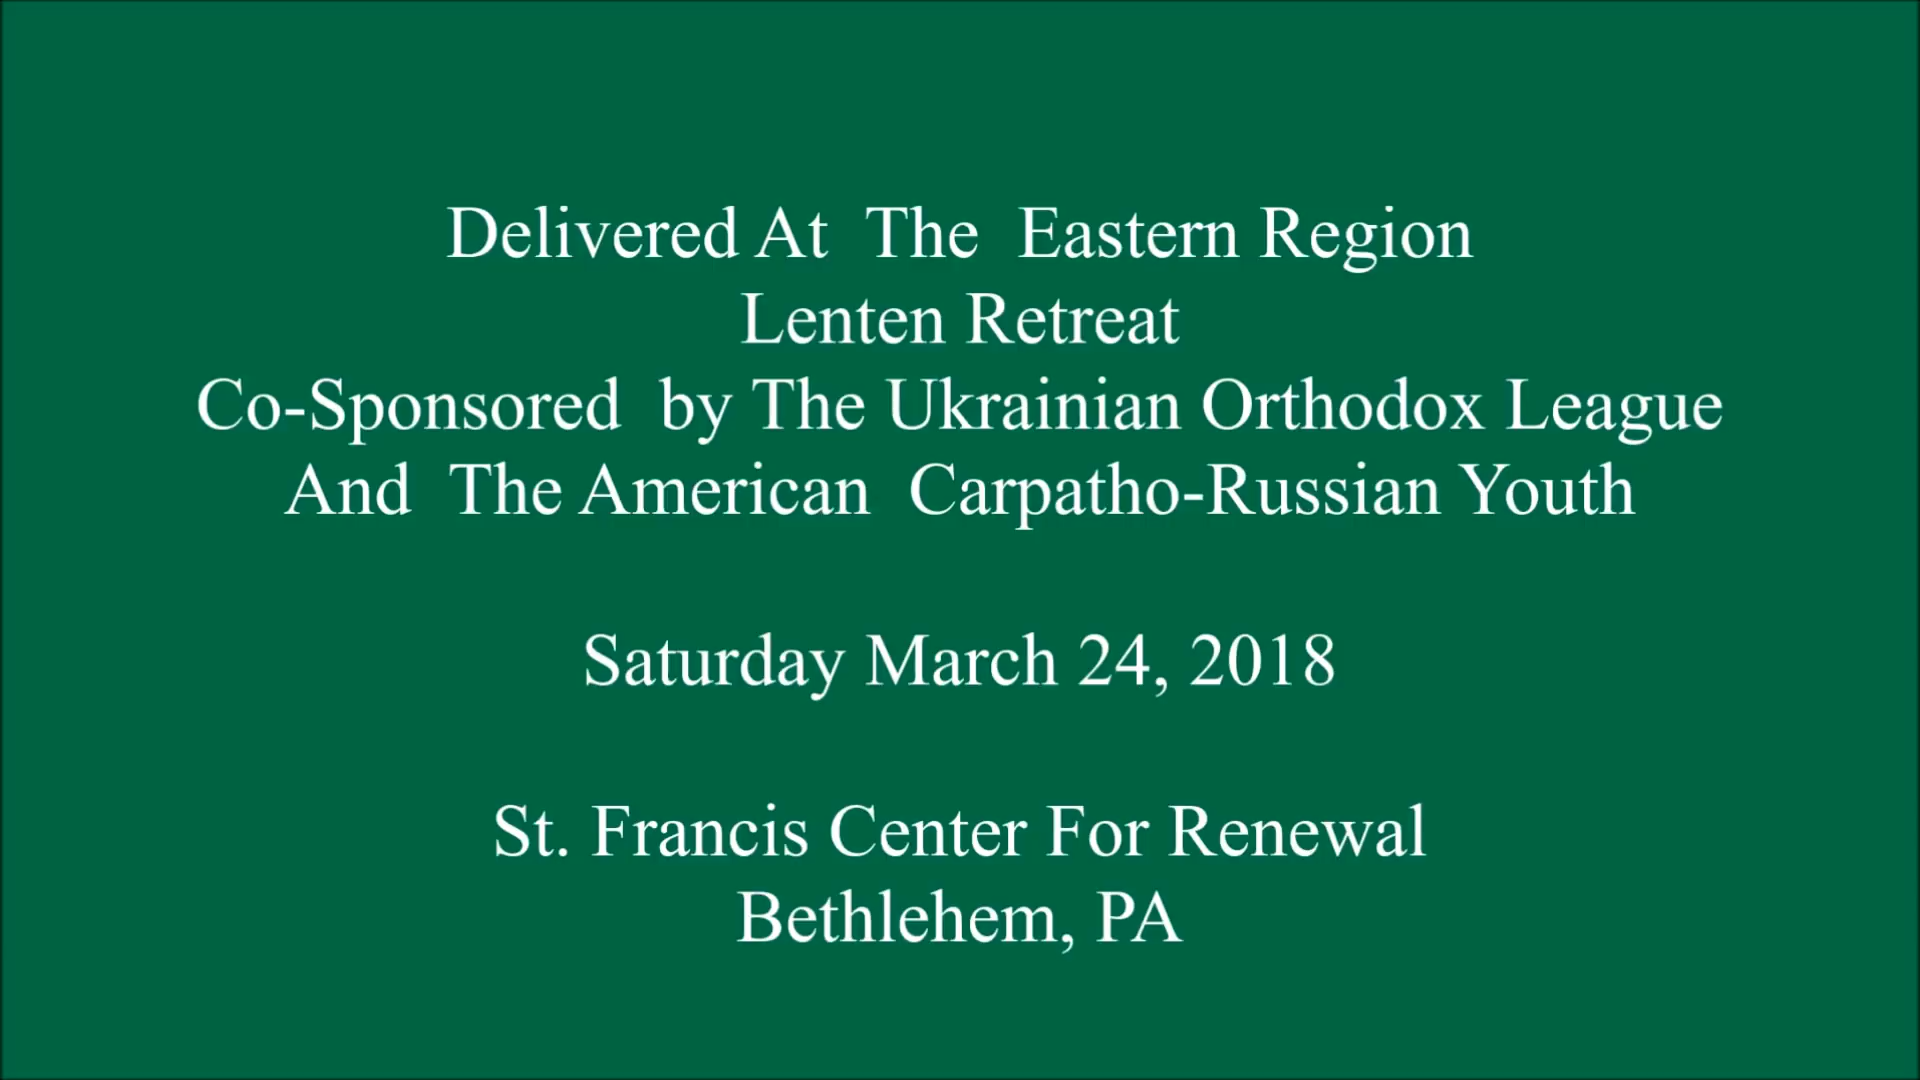 Delivered At The Eastern Region
Lenten Retreat
Co-Sponsored by The Ukrainian Orthodox League
And The American Carpatho-Russian Youth
Saturday March 24, 2018
St. Francis Center For Renewal
Bethlehem, PA